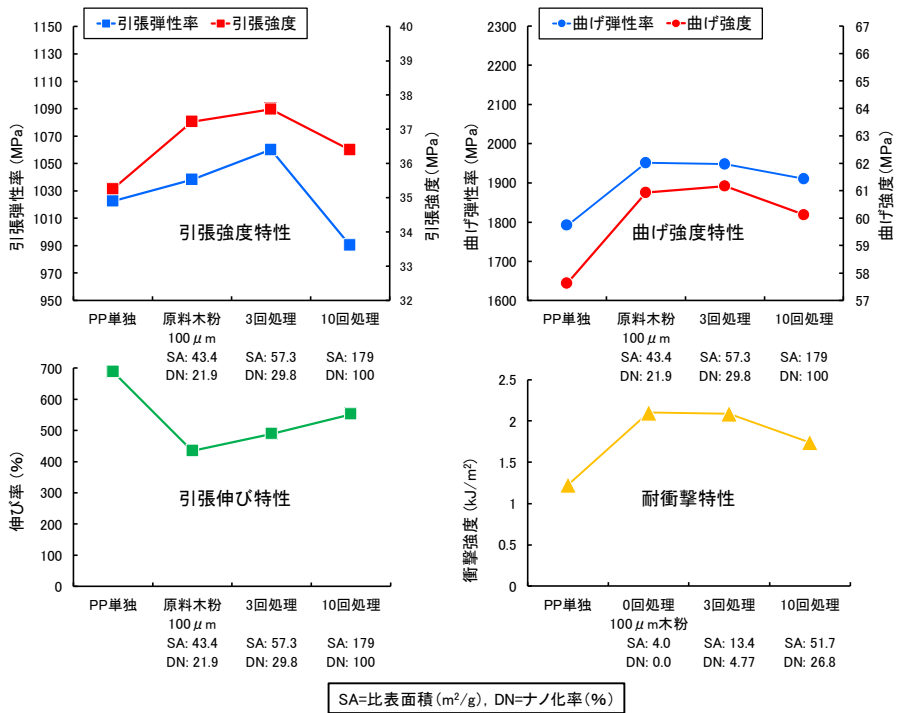 引張弾性率 引張強度
1150
1130
1110
1090
1070
1050
1030
1010
990
970
950
引張弾性率 (MPa)
40
39
38
37
36
35
34
33
32
引張強度 (MPa)
引張強度特性
PP単独 原料木粉 3回処理 10回処理
100μm
SA: 43.4 SA: 57.3 SA: 179
DN: 21.9 DN: 29.8 DN: 100
曲げ弾性率 曲げ強度
2300
2200
2100
2000
1900
1800
1700
1600
曲げ弾性率 (MPa)
67
66
65
64
63
62
61
60
59
58
57
曲げ強度 (MPa)
曲げ強度特性
PP単独 原料木粉 3回処理 10回処理
100μm
SA: 43.4 SA: 57.3 SA: 179
DN: 21.9 DN: 29.8 DN: 100
700
600
500
400
300
200
100
0
伸び率 (%)
引張伸び特性
PP単独 原料木粉 3回処理 10回処理
100μm
SA: 43.4 SA: 57.3 SA: 179
DN: 21.9 DN: 29.8 DN: 100
2.5
2
1.5
1
0.5
0
衝撃強度 (kJ/m²)
耐衝撃特性
PP単独 0回処理 3回処理 10回処理
100μm木粉
SA: 4.0 SA: 13.4 SA: 51.7
DN: 0.0 DN: 4.77 DN: 26.8
SA=比表面積(m²/g), DN=ナノ化率(%)